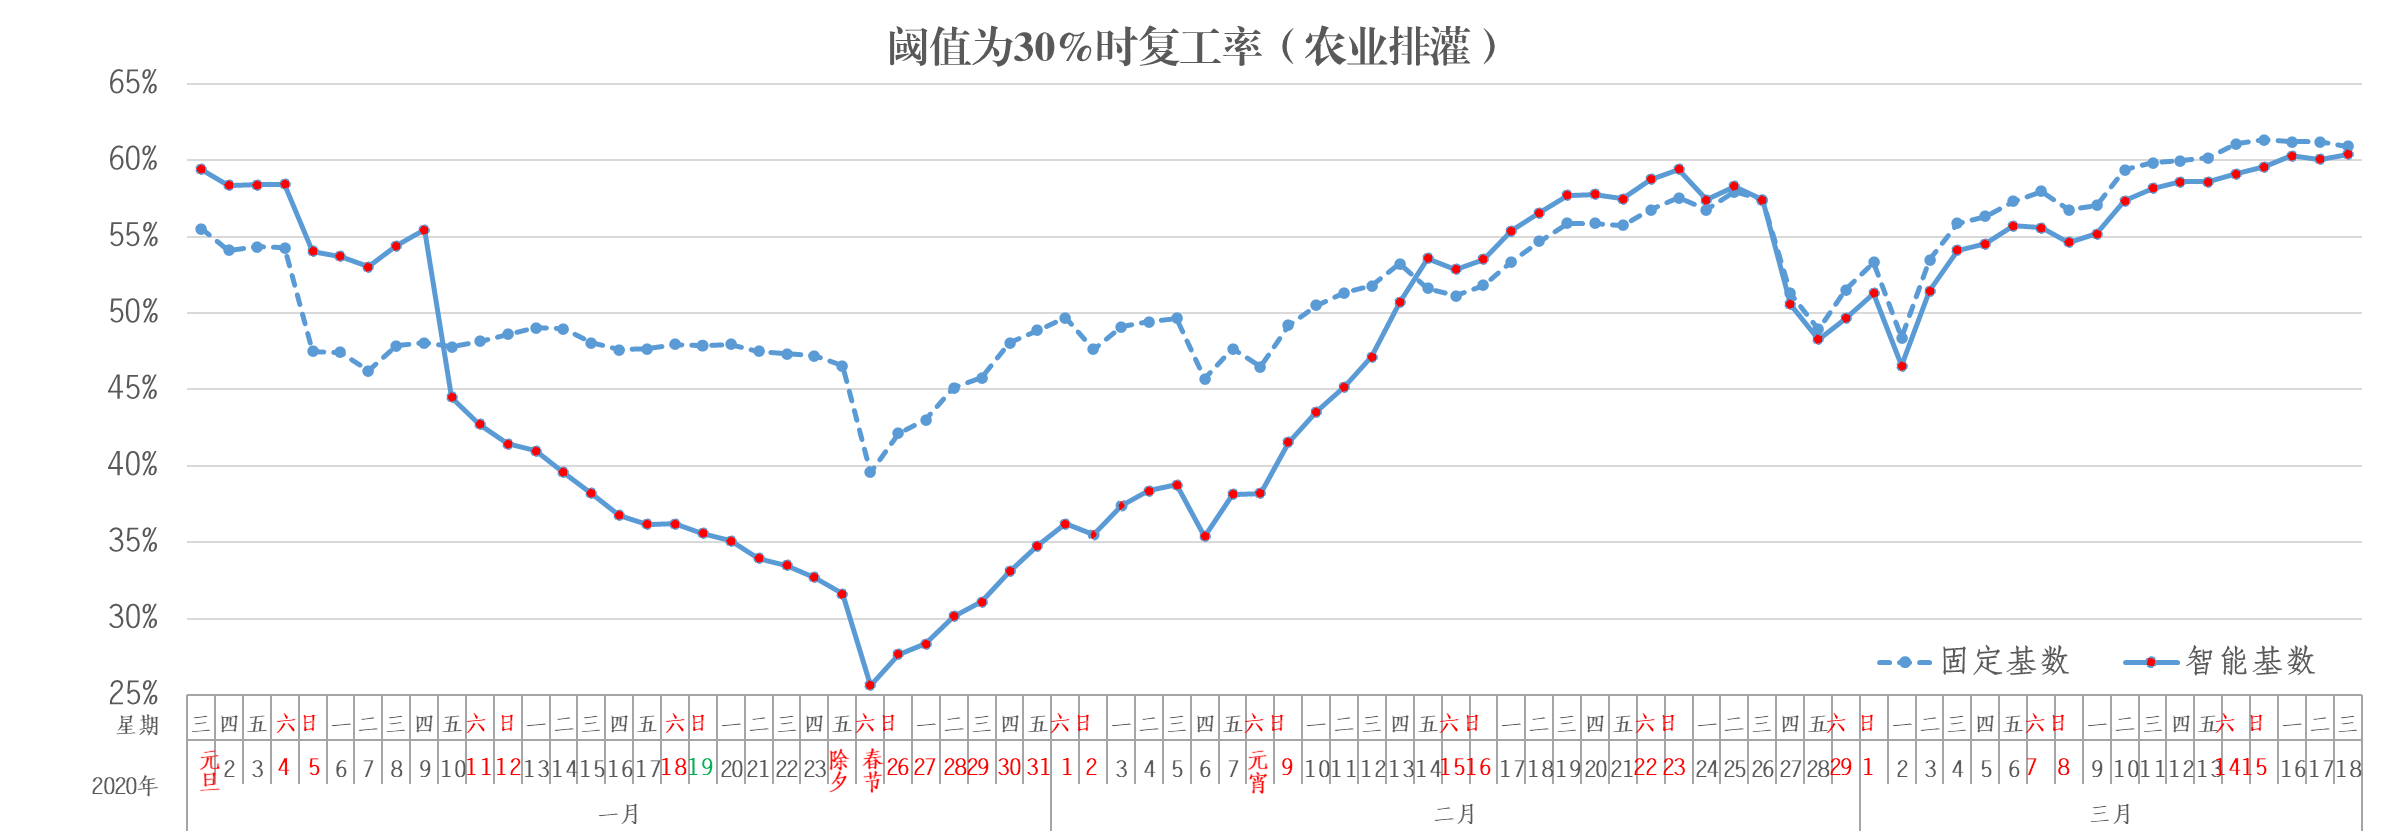 阈值为30%时复工率（农业排灌）
65%
60%
55%
50%
45%
40%
35%
30%
25%
固定基数 智能基数
星期 三 四 五 六 日 一 二 三 四 五 六 日 一 二 三 四 五 六 日 一 二 三 四 五 六 日 一 二 三 四 五 六 日 一 二 三 四 五 六 日 一 二 三 四 五 六 日 一 二 三 四 五 六 日 一 二 三 四 五 六 日 一 二 三 四 五 六 日 一 二 三 四 五 六 日 一 二 三
2020年 元旦 2 3 4 5 6 7 8 9 10 11 12 13 14 15 16 17 18 19 20 21 22 23 除夕 春节 26 27 28 29 30 31 1 2 3 4 5 6 7 元宵 9 10 11 12 13 14 15 16 17 18 19 20 21 22 23 24 25 26 27 28 29 1 2 3 4 5 6 7 8 9 10 11 12 13 14 15 16 17 18
一月 二月 三月